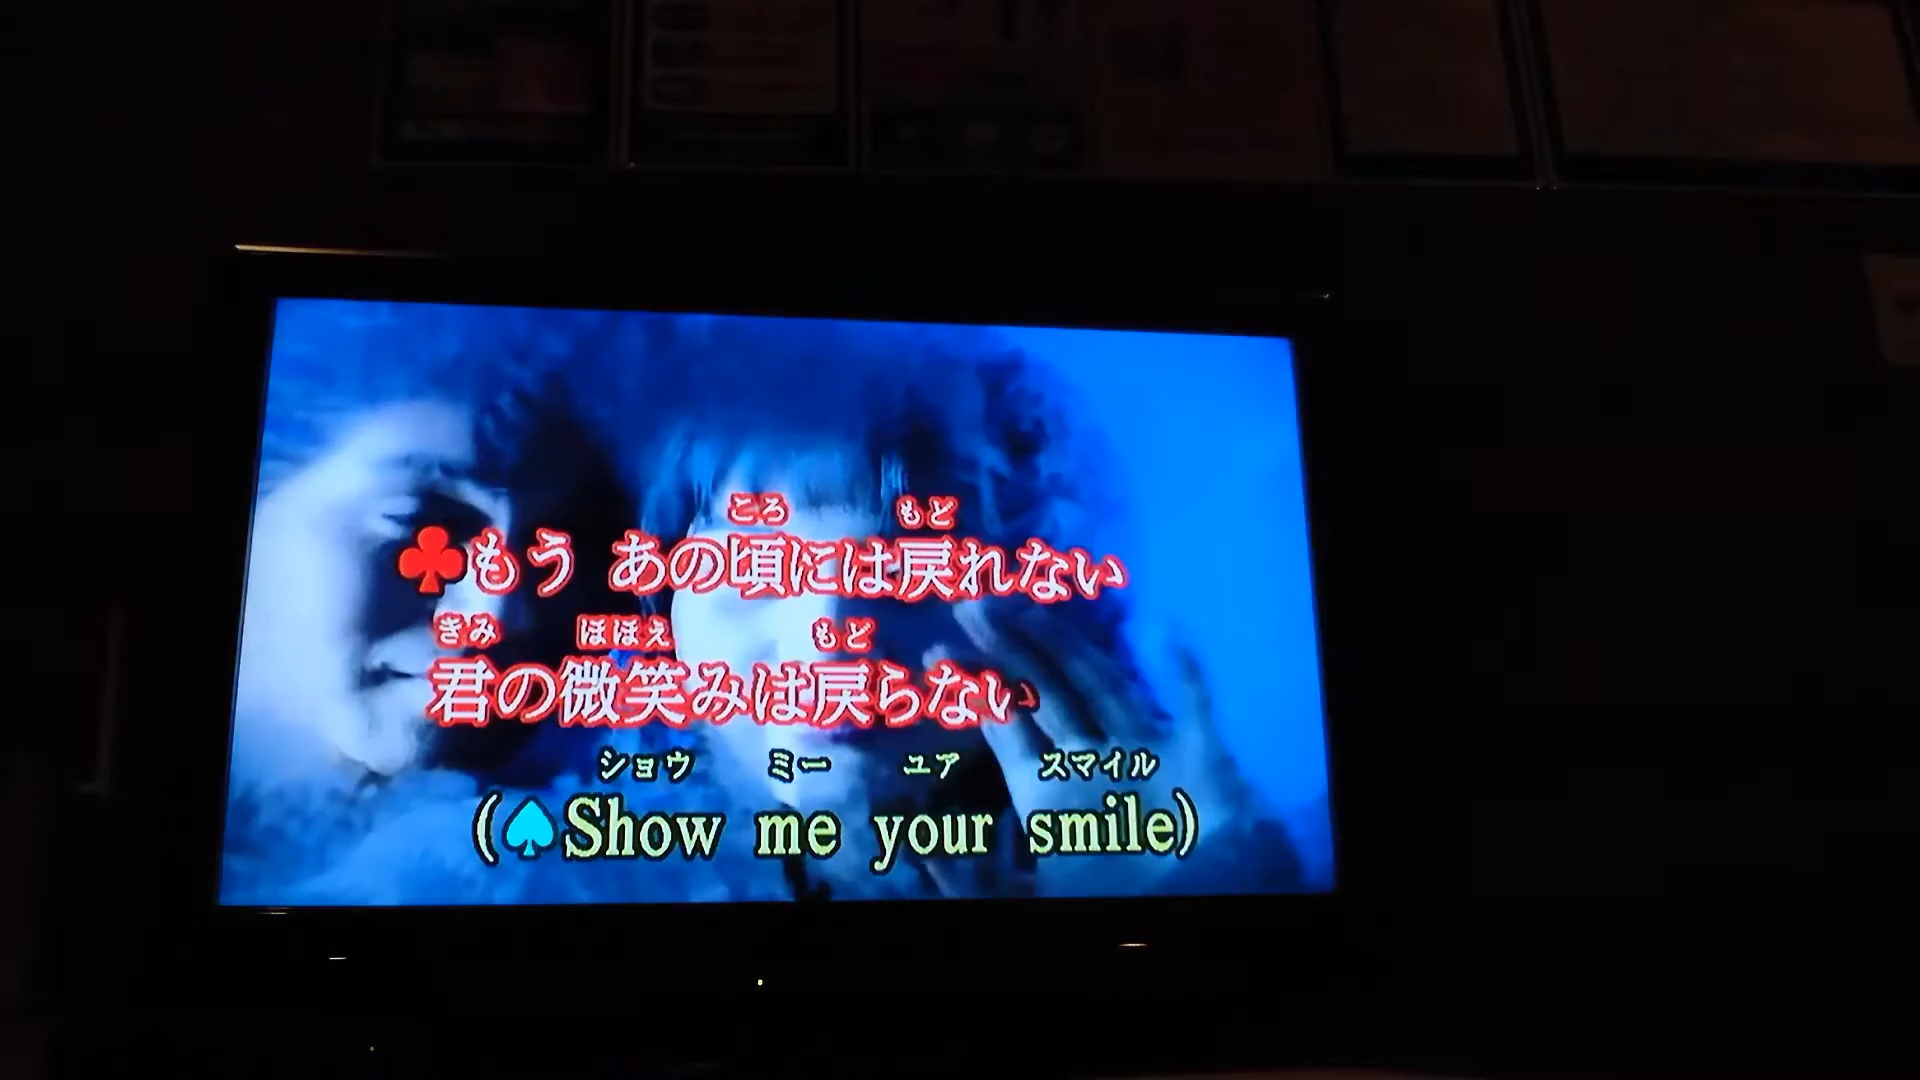 ころ もど
♣もう あの頃には戻れない
きみ ほほえ もど
君の微笑みは戻らない
ショウ ミー ユア スマイル
(♠Show me your smile)